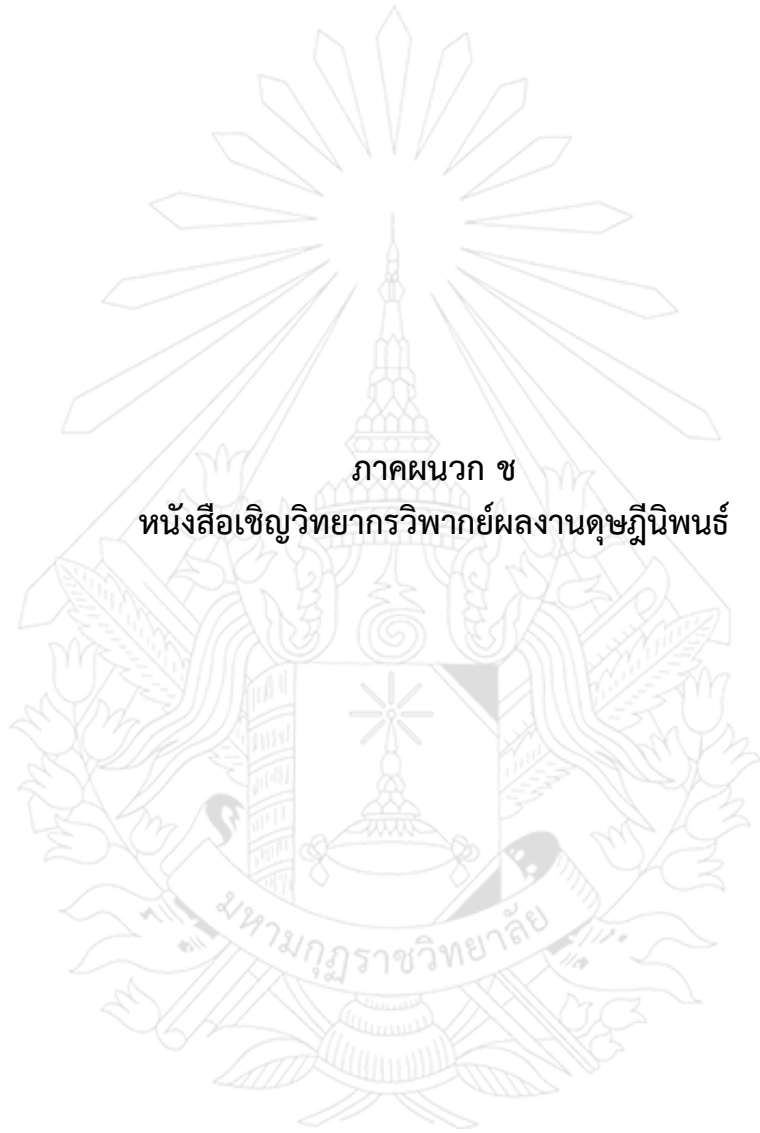 ภาคผนวก ช
หนังสือเชิญวิทยากรวิพากย์ผลงานดุษฎีนิพนธ์
มหามกุฏราชวิทยาลัย